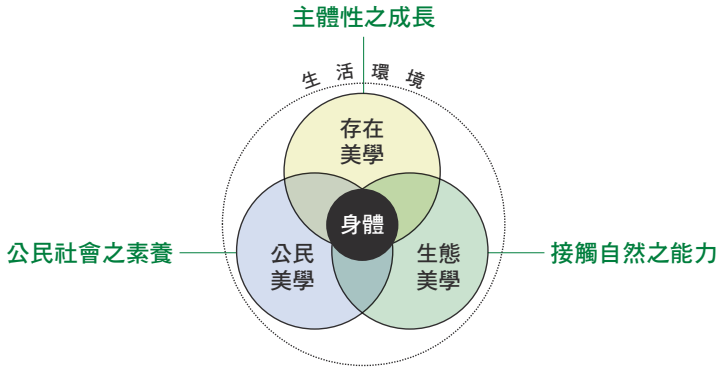 主體性之成長
生活環境
存在
美學
身體
公民社會之素養
公民
美學
生態
美學
接觸自然之能力